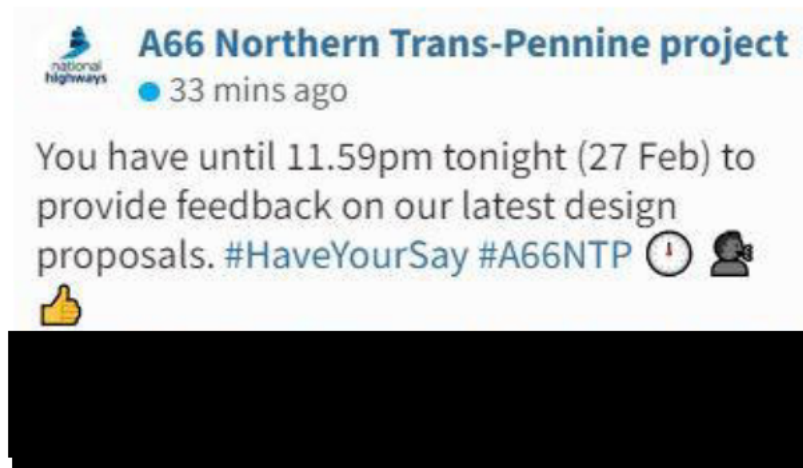 national
highways
A66 Northern Trans-Pennine project
33 mins ago
You have until 11.59pm tonight (27 Feb) to
provide feedback on our latest design
proposals. #HaveYourSay #A66NTP 🕛 🗣
👍